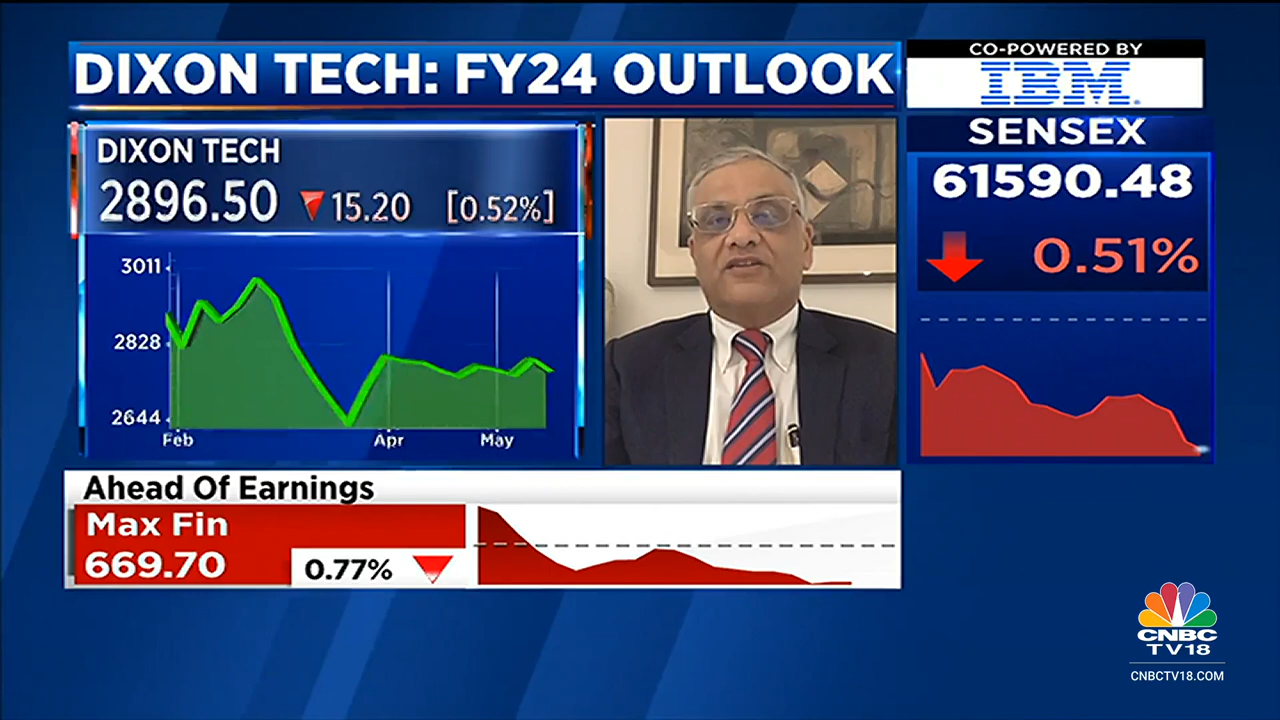 DIXON TECH: FY24 OUTLOOK
CO-POWERED BY
IBM
DIXON TECH
2896.50 15.20 [0.52%]
3011
2828
2644
Feb Apr May
SENSEX
61590.48
0.51%
Ahead Of Earnings
Max Fin
669.70 0.77%
CNBC
TV18
CNBCTV18.COM